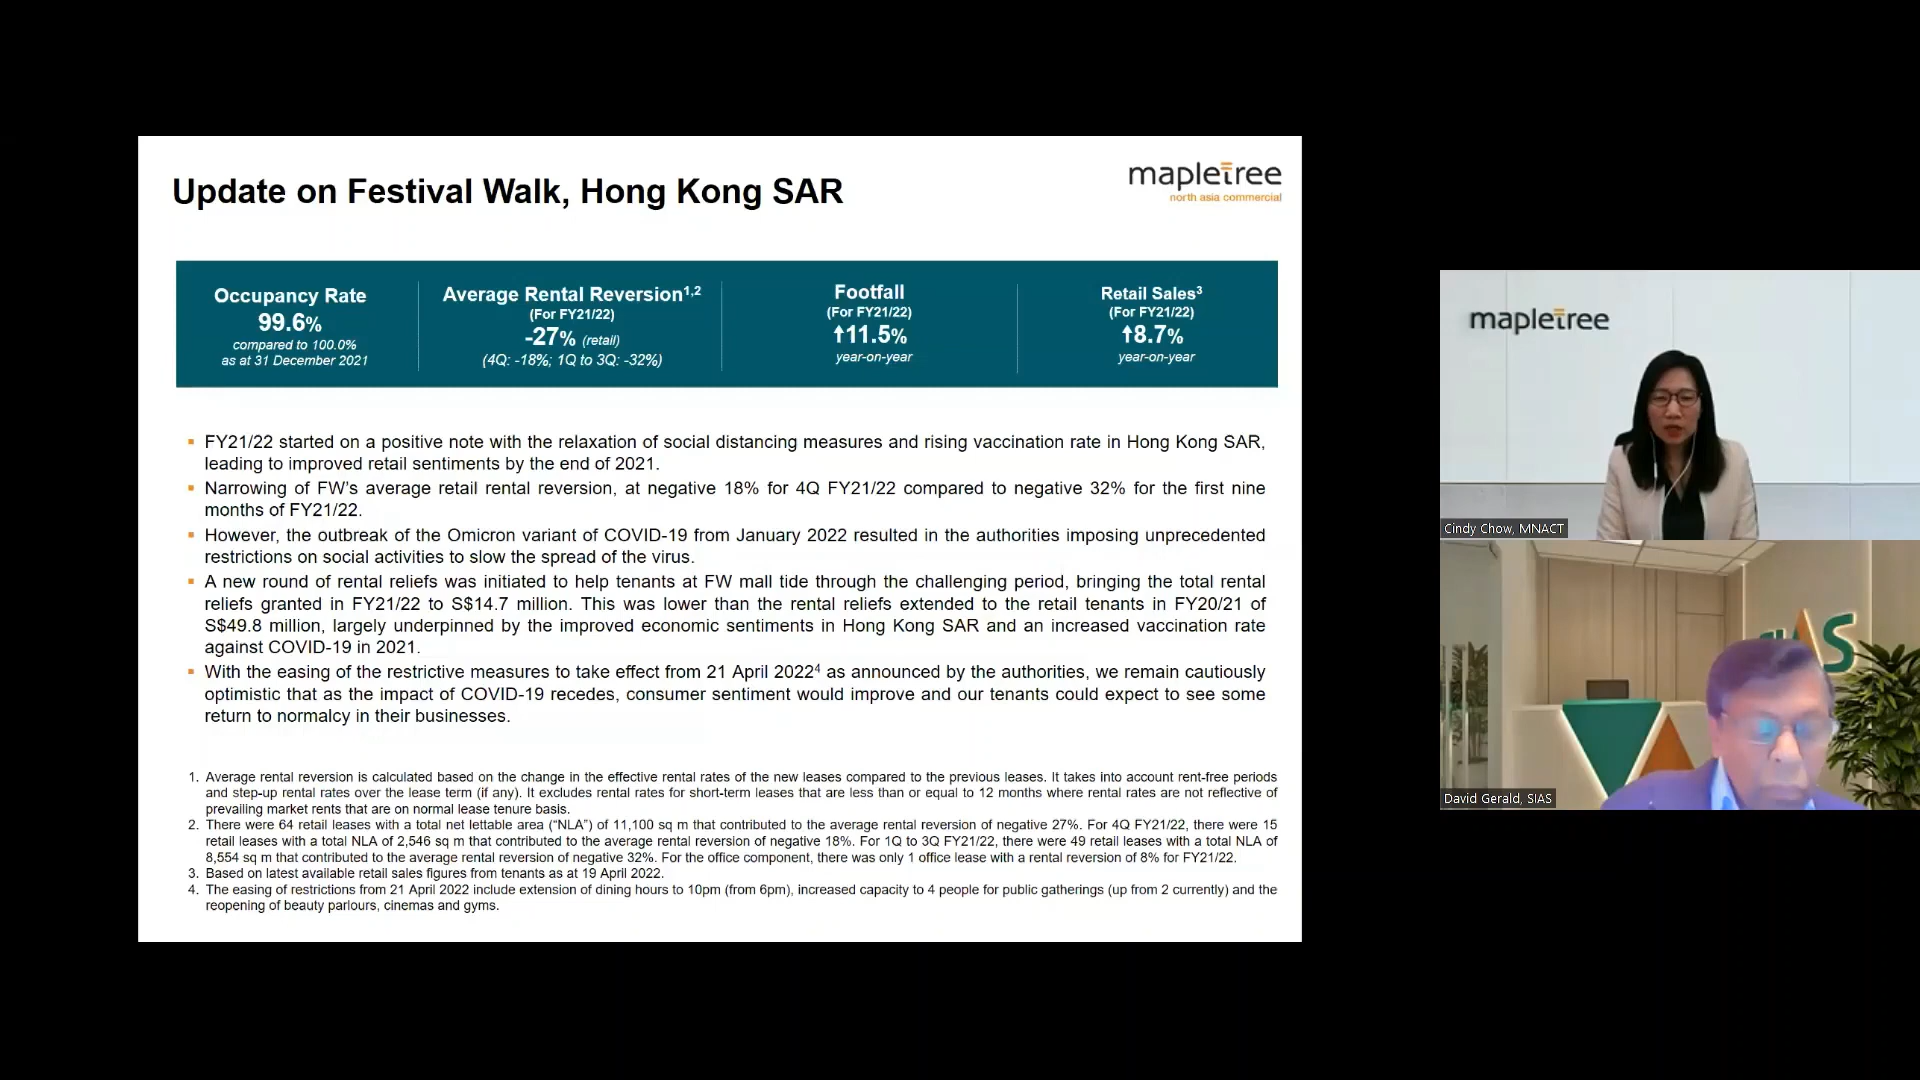 Update on Festival Walk, Hong Kong SAR
mapletree
north asia commercial
Occupancy Rate
99.6%
compared to 100.0%
as at 31 December 2021
Average Rental Reversion1,2
(For FY21/22)
-27% (retail)
(4Q: -18%; 1Q to 3Q: -32%)
Footfall
(For FY21/22)
↑11.5%
year-on-year
Retail Sales3
(For FY21/22)
↑8.7%
year-on-year
▪ FY21/22 started on a positive note with the relaxation of social distancing measures and rising vaccination rate in Hong Kong SAR,
leading to improved retail sentiments by the end of 2021.
▪ Narrowing of FW's average retail rental reversion, at negative 18% for 4Q FY21/22 compared to negative 32% for the first nine
months of FY21/22.
▪ However, the outbreak of the Omicron variant of COVID-19 from January 2022 resulted in the authorities imposing unprecedented
restrictions on social activities to slow the spread of the virus.
▪ A new round of rental reliefs was initiated to help tenants at FW mall tide through the challenging period, bringing the total rental
reliefs granted in FY21/22 to S$14.7 million. This was lower than the rental reliefs extended to the retail tenants in FY20/21 of
S$49.8 million, largely underpinned by the improved economic sentiments in Hong Kong SAR and an increased vaccination rate
against COVID-19 in 2021.
▪ With the easing of the restrictive measures to take effect from 21 April 20224 as announced by the authorities, we remain cautiously
optimistic that as the impact of COVID-19 recedes, consumer sentiment would improve and our tenants could expect to see some
return to normalcy in their businesses.
1. Average rental reversion is calculated based on the change in the effective rental rates of the new leases compared to the previous leases. It takes into account rent-free periods
and step-up rental rates over the lease term (if any). It excludes rental rates for short-term leases that are less than or equal to 12 months where rental rates are not reflective of
prevailing market rents that are on normal lease tenure basis.
2. There were 64 retail leases with a total net lettable area ("NLA") of 11,100 sq m that contributed to the average rental reversion of negative 27%. For 4Q FY21/22, there were 15
retail leases with a total NLA of 2,546 sq m that contributed to the average rental reversion of negative 18%. For 1Q to 3Q FY21/22, there were 49 retail leases with a total NLA of
8,554 sq m that contributed to the average rental reversion of negative 32%. For the office component, there was only 1 office lease with a rental reversion of 8% for FY21/22.
3. Based on latest available retail sales figures from tenants as at 19 April 2022.
4. The easing of restrictions from 21 April 2022 include extension of dining hours to 10pm (from 6pm), increased capacity to 4 people for public gatherings (up from 2 currently) and the
reopening of beauty parlours, cinemas and gyms.
mapletree
Cindy Chow, MNACT
David Gerald, SIAS